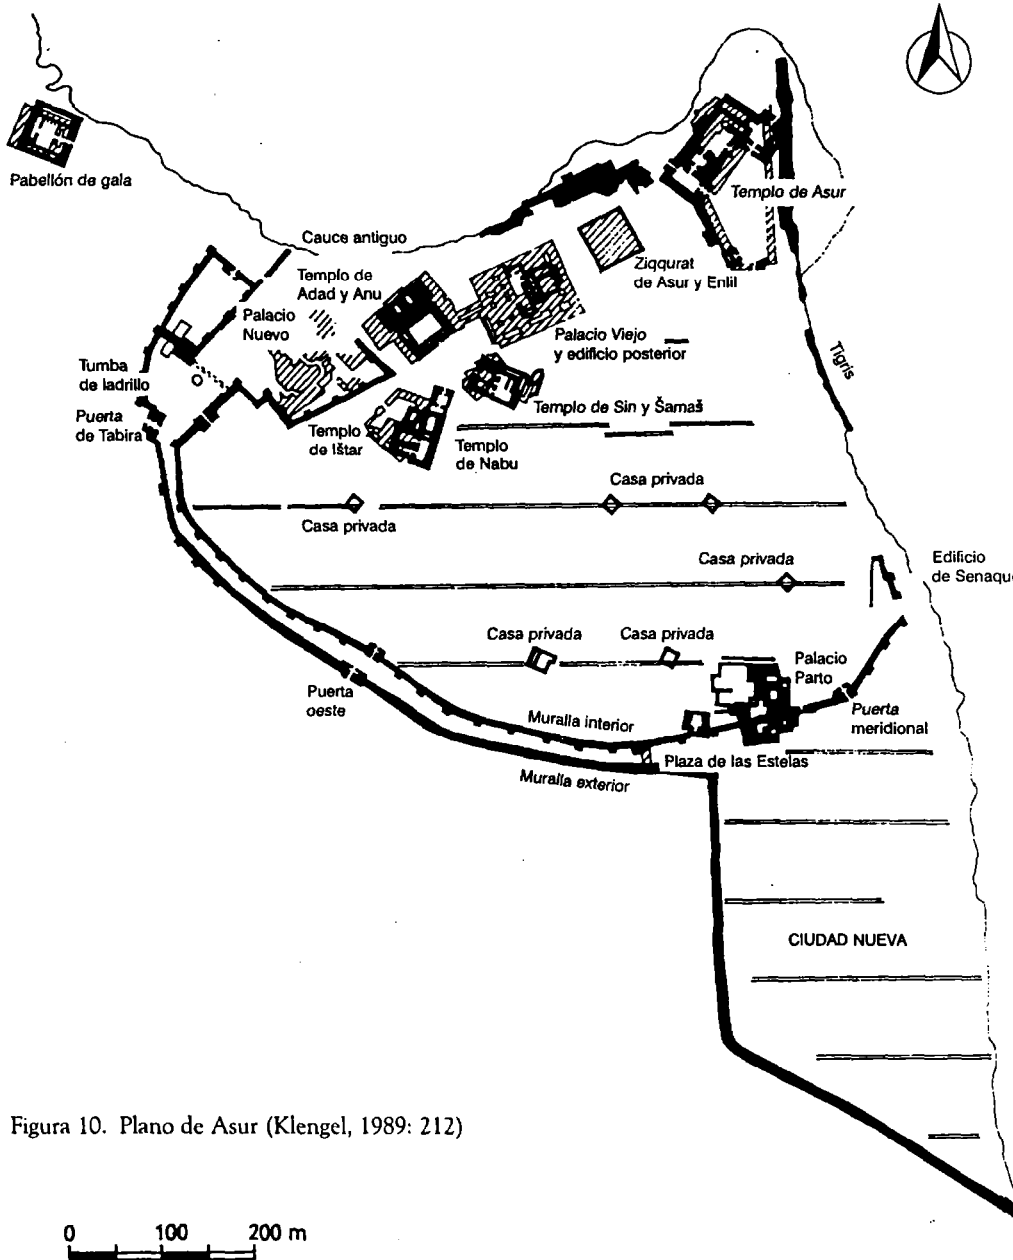 Pabellón de gala
Templo de Asur
Cauce antiguo
Templo de
Adad y Anu
Ziqqurat
de Asur y Enlil
Palacio
Nuevo
Palacio Viejo
y edificio posterior
Tigris
Tumba
de ladrillo
Puerta
de Tabira
Templo de Sin y Šamaš
Templo
de Ištar
Templo
de Nabu
Casa privada
Casa privada
Casa privada
Edificio
de Senaque
Casa privada
Casa privada
Palacio
Parto
Puerta
oeste
Muralla interior
Puerta
meridional
Plaza de las Estelas
Muralla exterior
CIUDAD NUEVA
Figura 10. Plano de Asur (Klengel, 1989: 212)
0 100 200 m